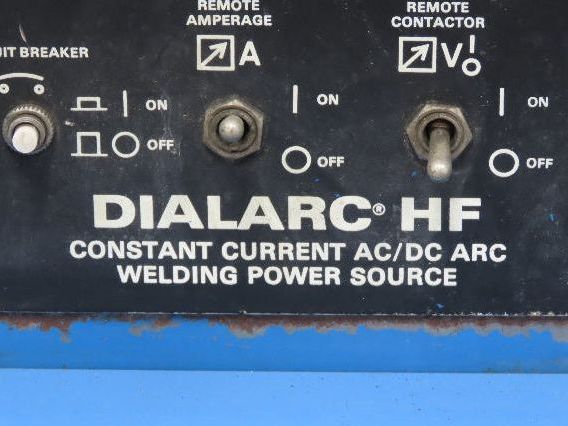 REMOTE
AMPERAGE
A
REMOTE
CONTACTOR
V
BREAKER
ON
OFF
ON
OFF
ON
OFF
DIALARC® HF
CONSTANT CURRENT AC/DC ARC
WELDING POWER SOURCE